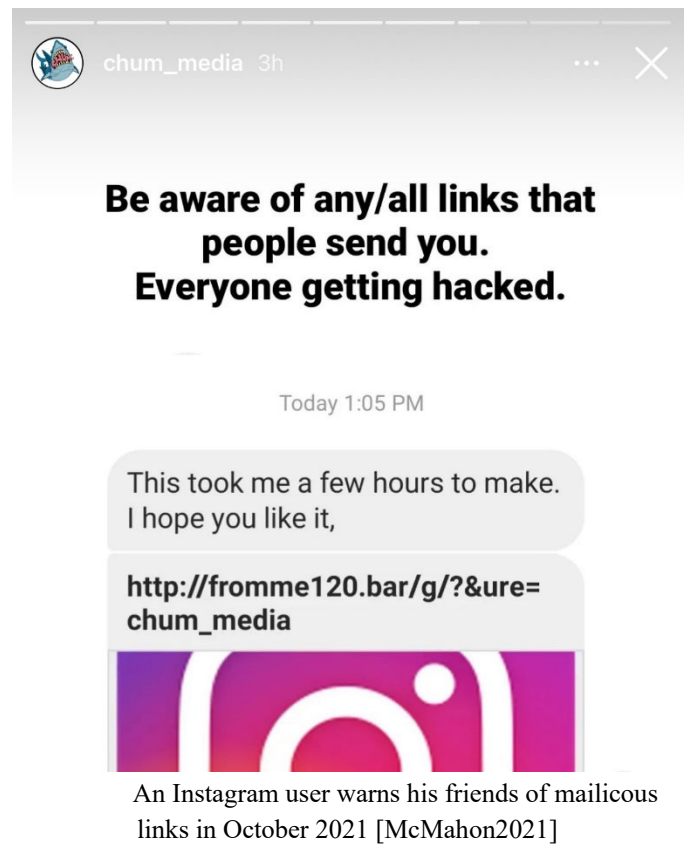 chum_media 3h
Be aware of any/all links that
people send you.
Everyone getting hacked.
Today 1:05 PM
This took me a few hours to make.
I hope you like it,
http://fromme120.bar/g/?&ure=
chum_media
An Instagram user warns his friends of mailicous
links in October 2021 [McMahon2021]